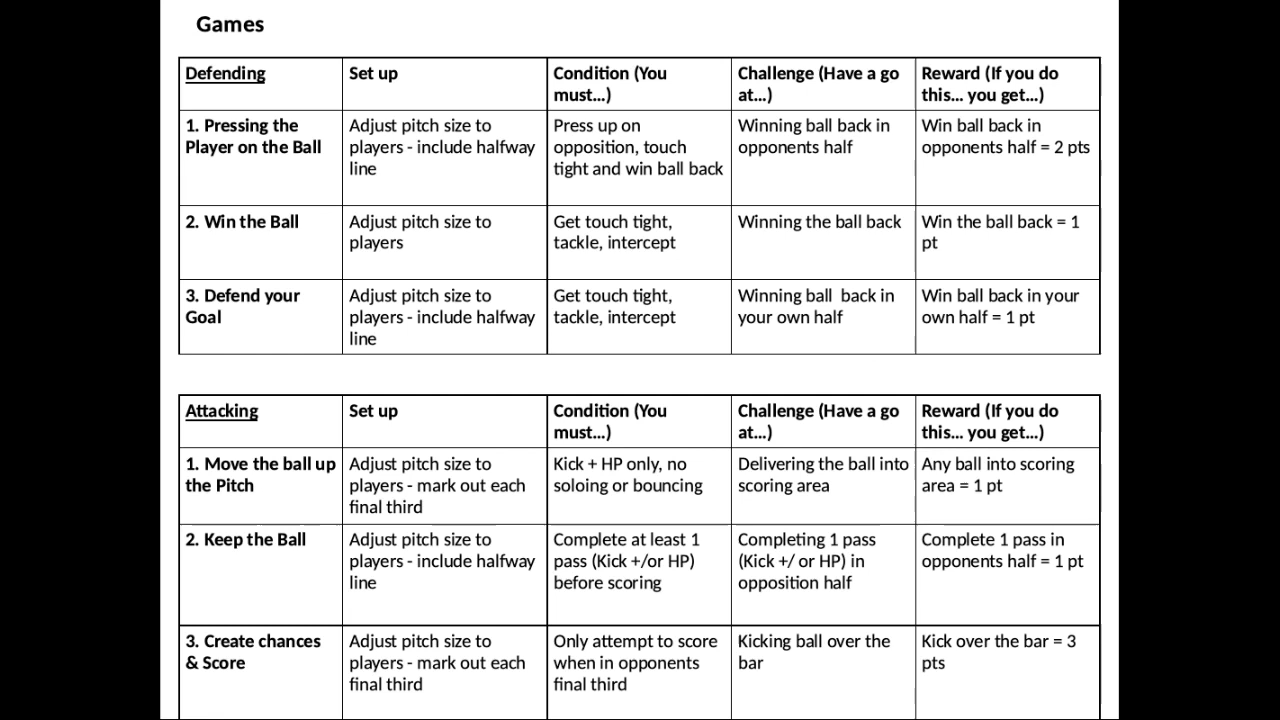 Games
Defending
Set up
Condition (You
must...)
Challenge (Have a go
at...)
Reward (If you do
this... you get...)
1. Pressing the
Player on the Ball
Adjust pitch size to
players - include halfway
line
Press up on
opposition, touch
tight and win ball back
Winning ball back in
opponents half
Win ball back in
opponents half = 2 pts
2. Win the Ball
Adjust pitch size to
players
Get touch tight,
tackle, intercept
Winning the ball back
Win the ball back = 1
pt
3. Defend your
Goal
Adjust pitch size to
players - include halfway
line
Get touch tight,
tackle, intercept
Winning ball  back in
your own half
Win ball back in your
own half = 1 pt
Attacking
Set up
Condition (You
must...)
Challenge (Have a go
at...)
Reward (If you do
this... you get...)
1. Move the ball up
the Pitch
Adjust pitch size to
players - mark out each
final third
Kick + HP only, no
soloing or bouncing
Delivering the ball into
scoring area
Any ball into scoring
area = 1 pt
2. Keep the Ball
Adjust pitch size to
players - include halfway
line
Complete at least 1
pass (Kick +/or HP)
before scoring
Completing 1 pass
(Kick +/ or HP) in
opposition half
Complete 1 pass in
opponents half = 1 pt
3. Create chances
& Score
Adjust pitch size to
players - mark out each
final third
Only attempt to score
when in opponents
final third
Kicking ball over the
bar
Kick over the bar = 3
pts